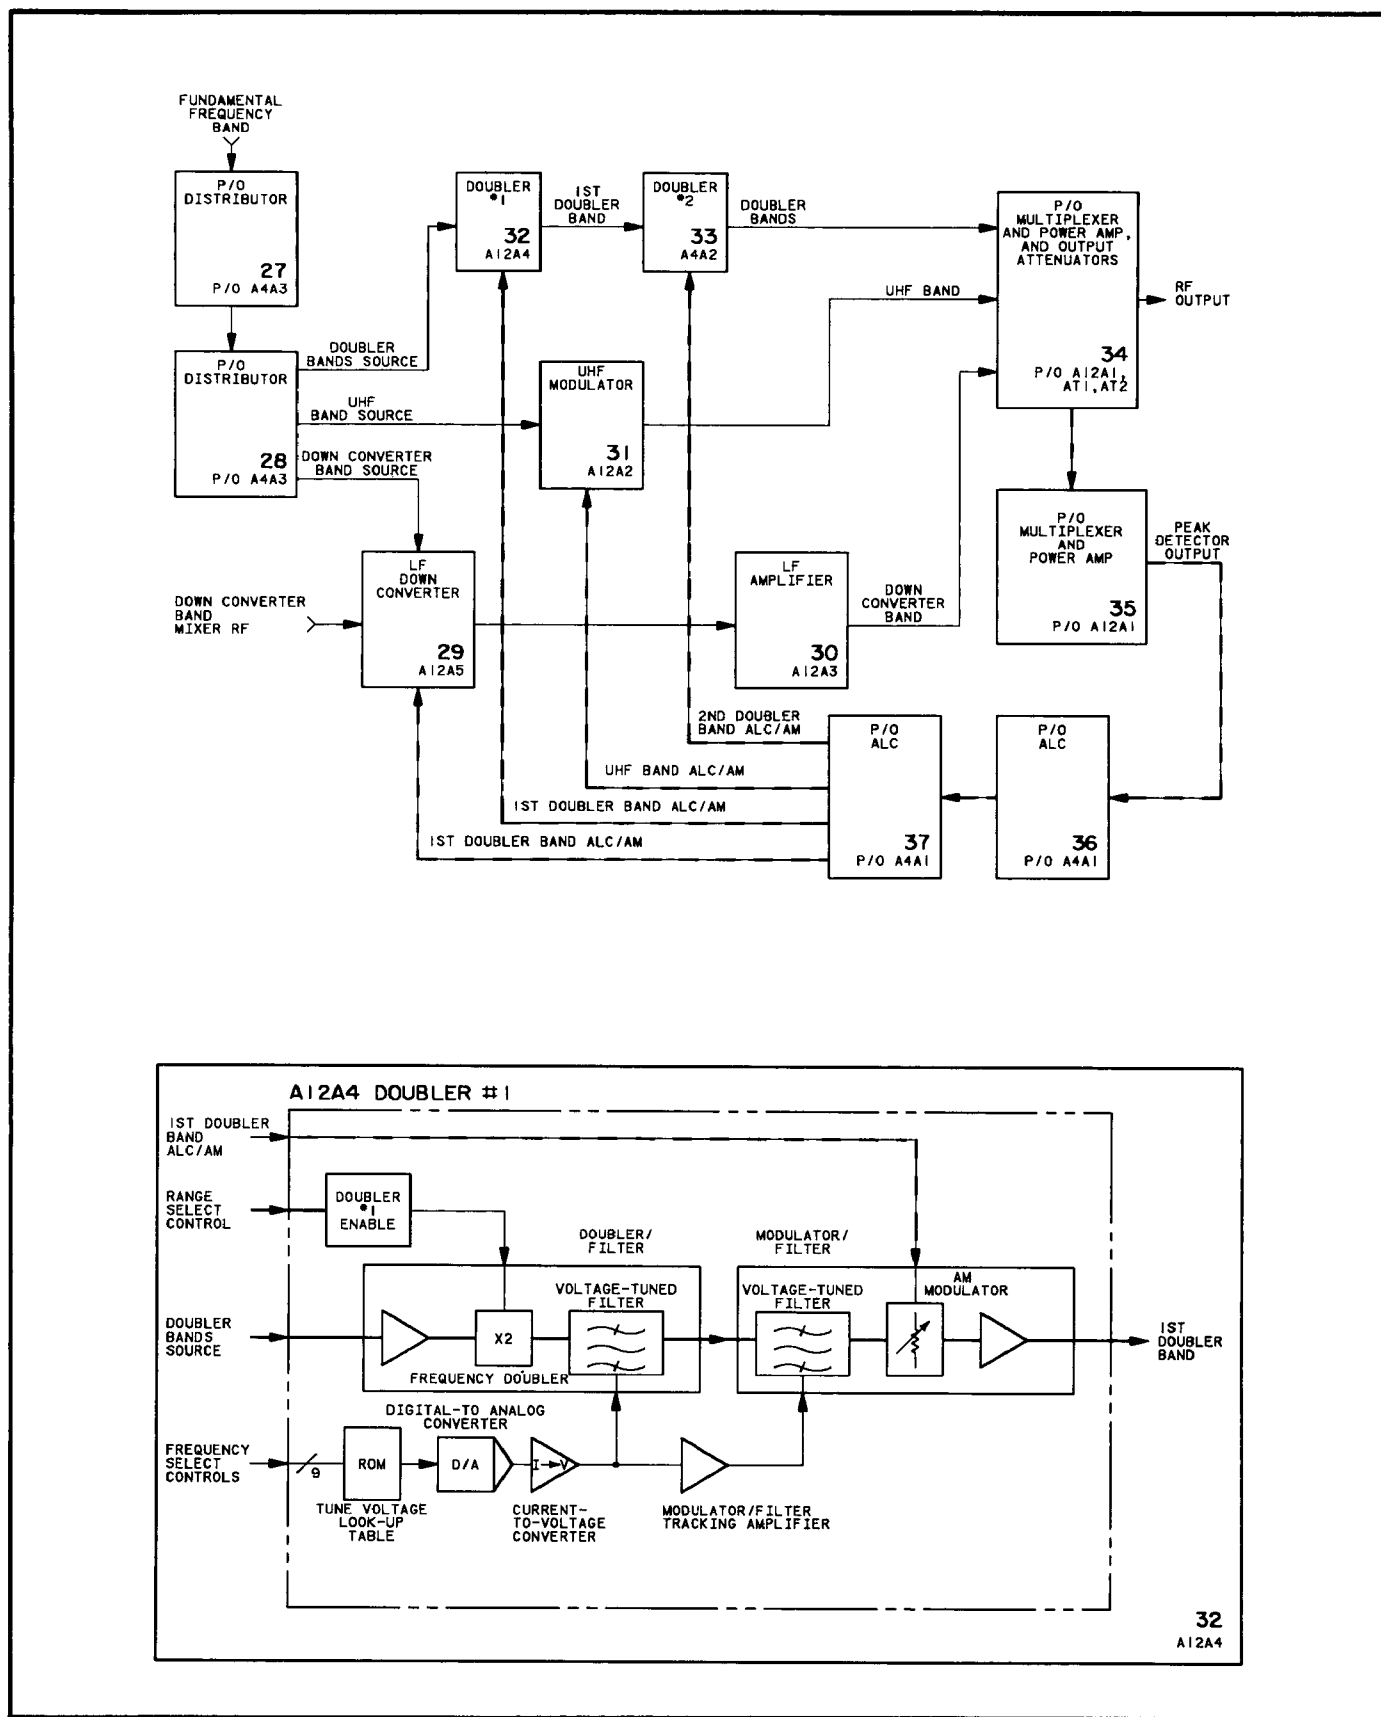 FUNDAMENTAL
FREQUENCY
BAND
P/O
DISTRIBUTOR
27
P/O A4A3
P/O
DISTRIBUTOR
28
P/O A4A3
DOUBLER
BANDS SOURCE
UHF
BAND SOURCE
DOWN CONVERTER
BAND SOURCE
DOUBLER
#1
32
A12A4
1ST
DOUBLER
BAND
DOUBLER
#2
33
A4A2
DOUBLER
BANDS
P/O
MULTIPLEXER
AND POWER AMP,
AND OUTPUT
ATTENUATORS
34
P/O A12A1,
AT1,AT2
RF
OUTPUT
UHF BAND
UHF
MODULATOR
31
A12A2
DOWN CONVERTER
BAND
MIXER RF
LF
DOWN
CONVERTER
29
A12A5
LF
AMPLIFIER
30
A12A3
DOWN
CONVERTER
BAND
P/O
MULTIPLEXER
AND
POWER AMP
35
P/O A12A1
PEAK
DETECTOR
OUTPUT
2ND DOUBLER
BAND ALC/AM
UHF BAND ALC/AM
1ST DOUBLER BAND ALC/AM
1ST DOUBLER BAND ALC/AM
P/O
ALC
37
P/O A4A1
P/O
ALC
36
P/O A4A1
A12A4 DOUBLER #1
1ST DOUBLER
BAND
ALC/AM
RANGE
SELECT
CONTROL
DOUBLER
#1
ENABLE
DOUBLER/
FILTER
MODULATOR/
FILTER
DOUBLER
BANDS
SOURCE
X2
FREQUENCY DOUBLER
VOLTAGE-TUNED
FILTER
VOLTAGE-TUNED
FILTER
AM
MODULATOR
1ST
DOUBLER
BAND
FREQUENCY
SELECT
CONTROLS
9
ROM
TUNE VOLTAGE
LOOK-UP
TABLE
DIGITAL-TO ANALOG
CONVERTER
D/A
I→V
CURRENT-
TO-VOLTAGE
CONVERTER
MODULATOR/FILTER
TRACKING AMPLIFIER
32
A12A4